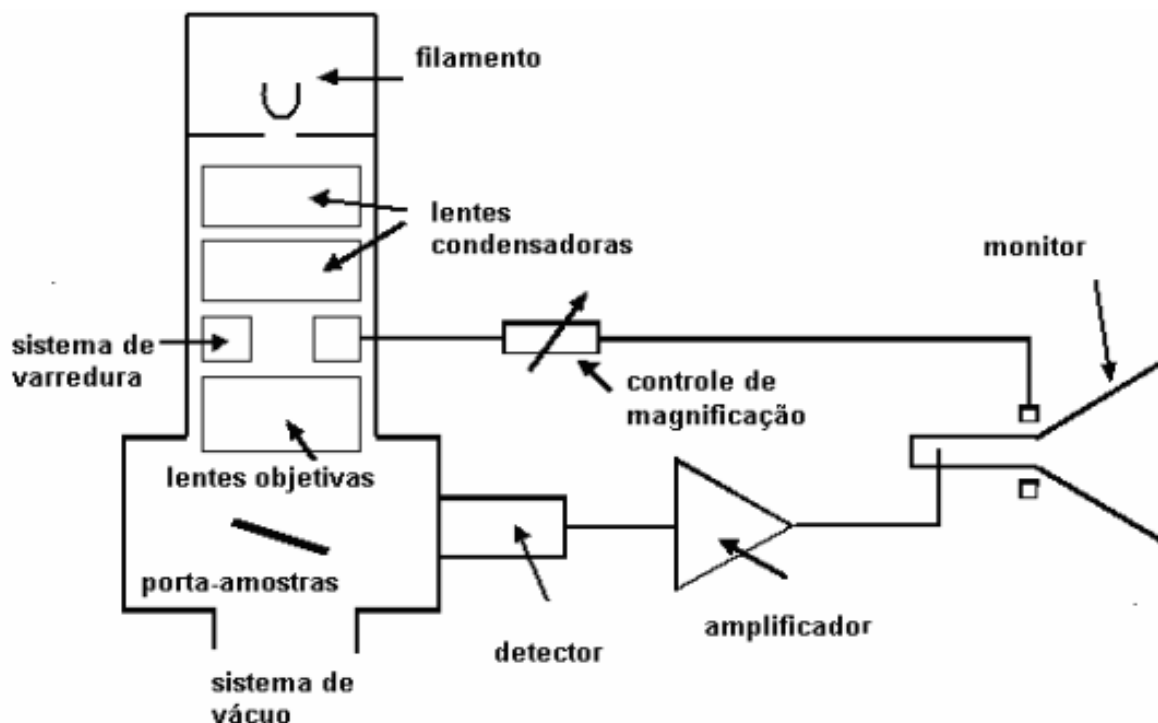 filamento
lentes
condensadoras
monitor
sistema de
varredura
controle de
magnificação
lentes objetivas
porta-amostras
amplificador
detector
sistema de
vácuo